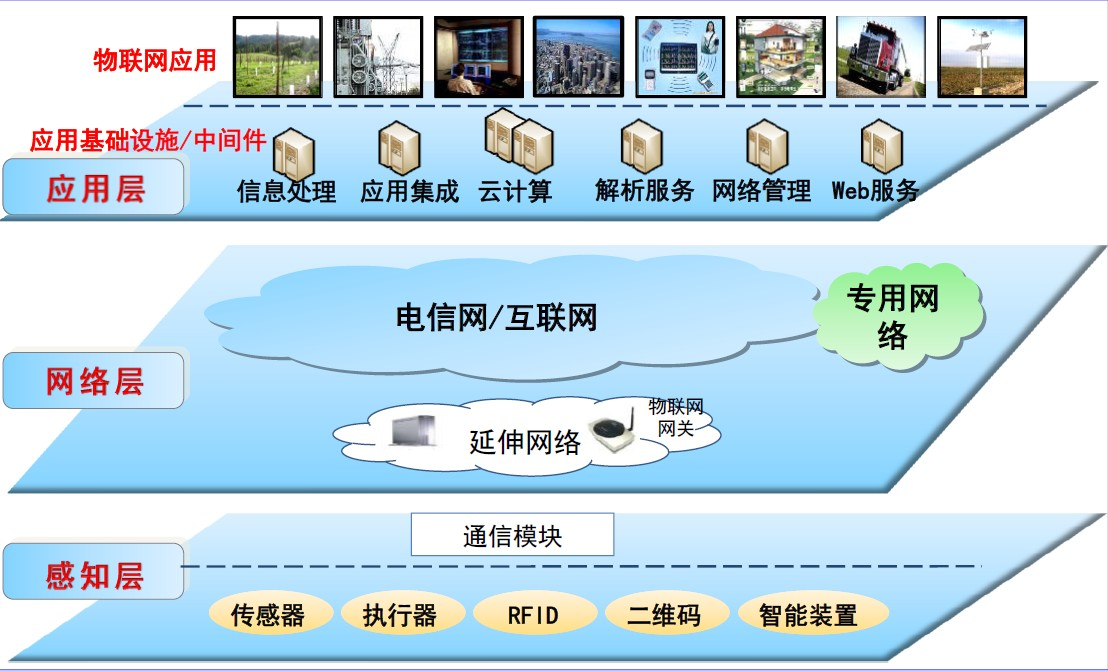 物联网应用
应用基础设施/中间件
应用层
信息处理
应用集成
云计算
解析服务
网络管理
Web服务
电信网/互联网
专用网
络
网络层
物联网
网关
延伸网络
通信模块
感知层
传感器
执行器
RFID
二维码
智能装置